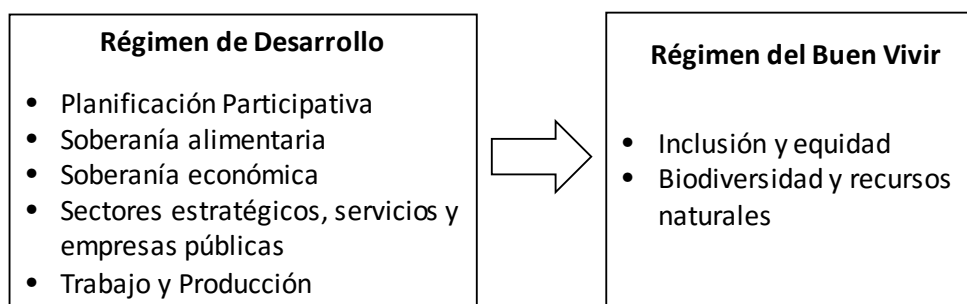 Régimen de Desarrollo
• Planificación Participativa
• Soberanía alimentaria
• Soberanía económica
• Sectores estratégicos, servicios y
empresas públicas
• Trabajo y Producción
Régimen del Buen Vivir
• Inclusión y equidad
• Biodiversidad y recursos
naturales